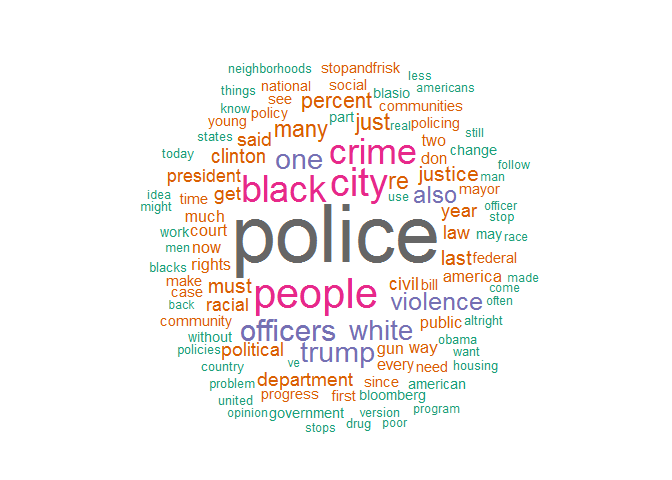 neighborhoods stopandfrisk less
things national social americans
see percent blasio
know policy part communities
young many just real policing still
states said two
today clinton one crime don change follow
president black city re justice man
idea get use also mayor
might time officer
much police year stop
work court law may race
men now last federal
blacks rights
make must people civil bill america made
case come
back racial violence often
community officers white public altright
without obama
policies political trump gun way want
country ve every need housing
problem department since american
united progress first bloomberg
opinion government version program
stops drug poor